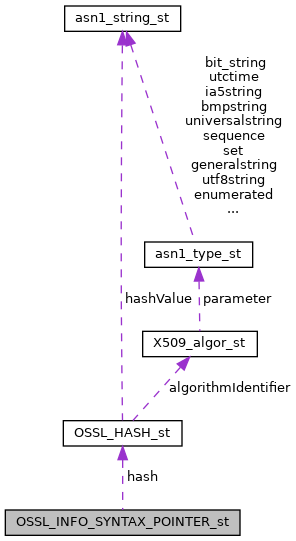 asn1_string_st
bit_string
utctime
ia5string
bmpstring
universalstring
sequence
set
generalstring
utf8string
enumerated
...
asn1_type_st
hashValue
parameter
X509_algor_st
algorithmIdentifier
OSSL_HASH_st
hash
OSSL_INFO_SYNTAX_POINTER_st